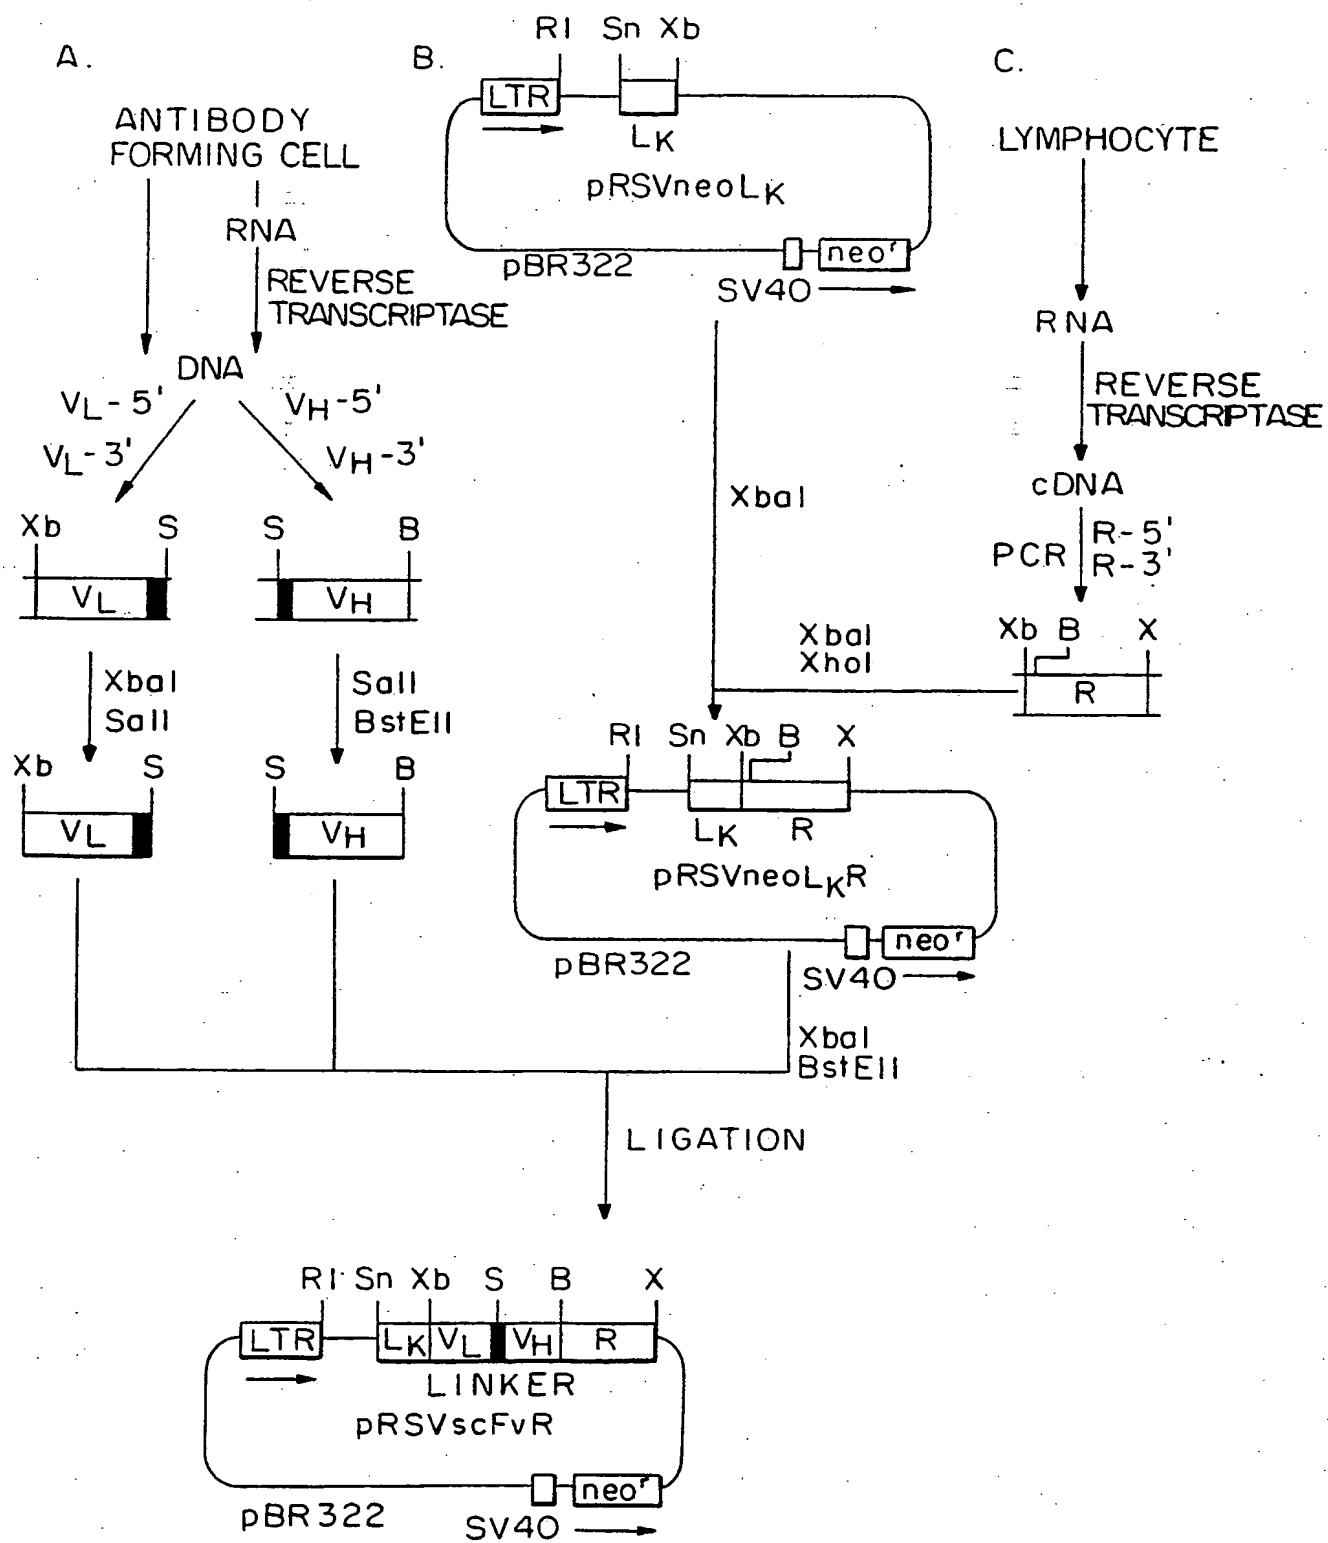 A.
ANTIBODY
FORMING CELL
RNA
REVERSE
TRANSCRIPTASE
DNA
VL-5'
VL-3'
VH-5'
VH-3'
Xb S
VL
S B
VH
XbaI
SalI
SalI
BstEII
Xb S
VL
S B
VH
B.
RI Sn Xb
LTR
LK
pRSVneoLK
pBR322
neor
SV40
XbaI
XbaI
XhoI
C.
LYMPHOCYTE
RNA
REVERSE
TRANSCRIPTASE
cDNA
PCR
R-5'
R-3'
Xb B X
R
RI Sn Xb B X
LTR
LK R
pRSVneoLKR
pBR322
neor
SV40
XbaI
BstEII
LIGATION
RI Sn Xb S B X
LTR LK VL VH R
LINKER
pRSVscFvR
pBR322
neor
SV40